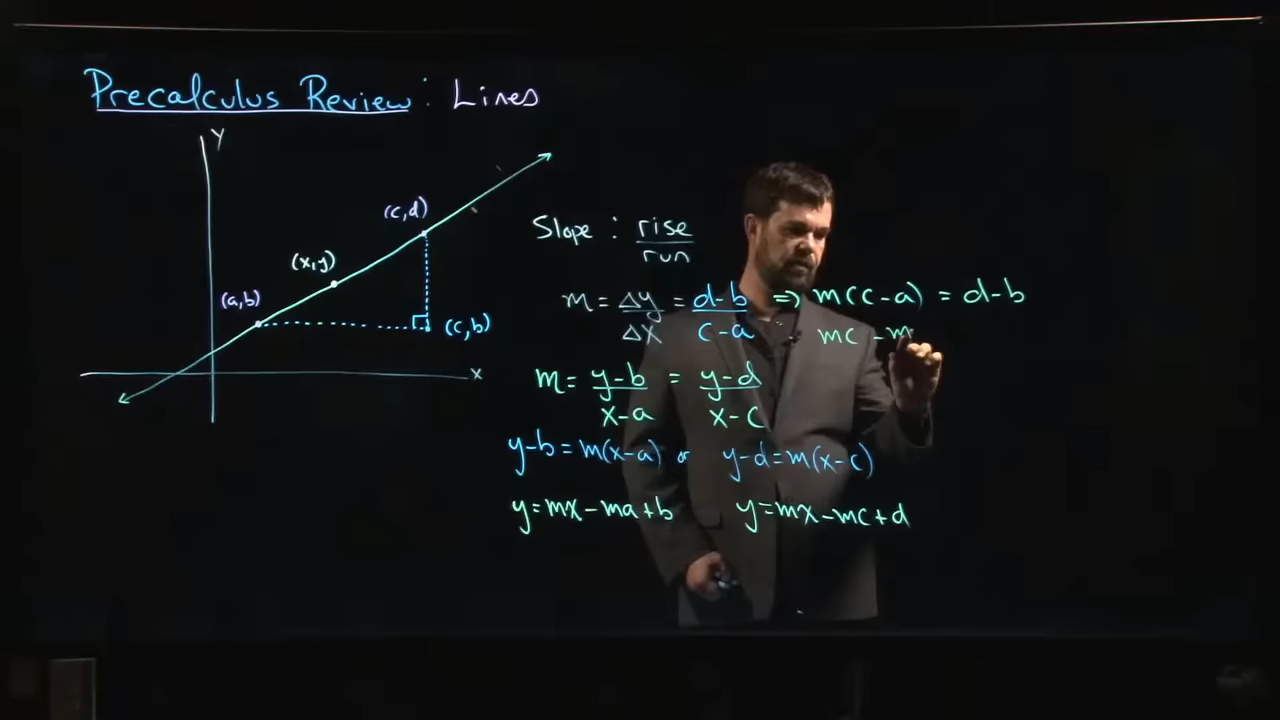 Precalculus Review : Lines
Y
(c,d)
(x,y)
(a,b)
(c,b)
x
Slope : rise
run
m = Δy = d-b ⇒ m(c-a) = d-b
Δx c-a
mc - m
m = y-b = y-d
x-a x-c
y-b = m(x-a) or y-d = m(x-c)
y = mx - ma + b y = mx - mc + d